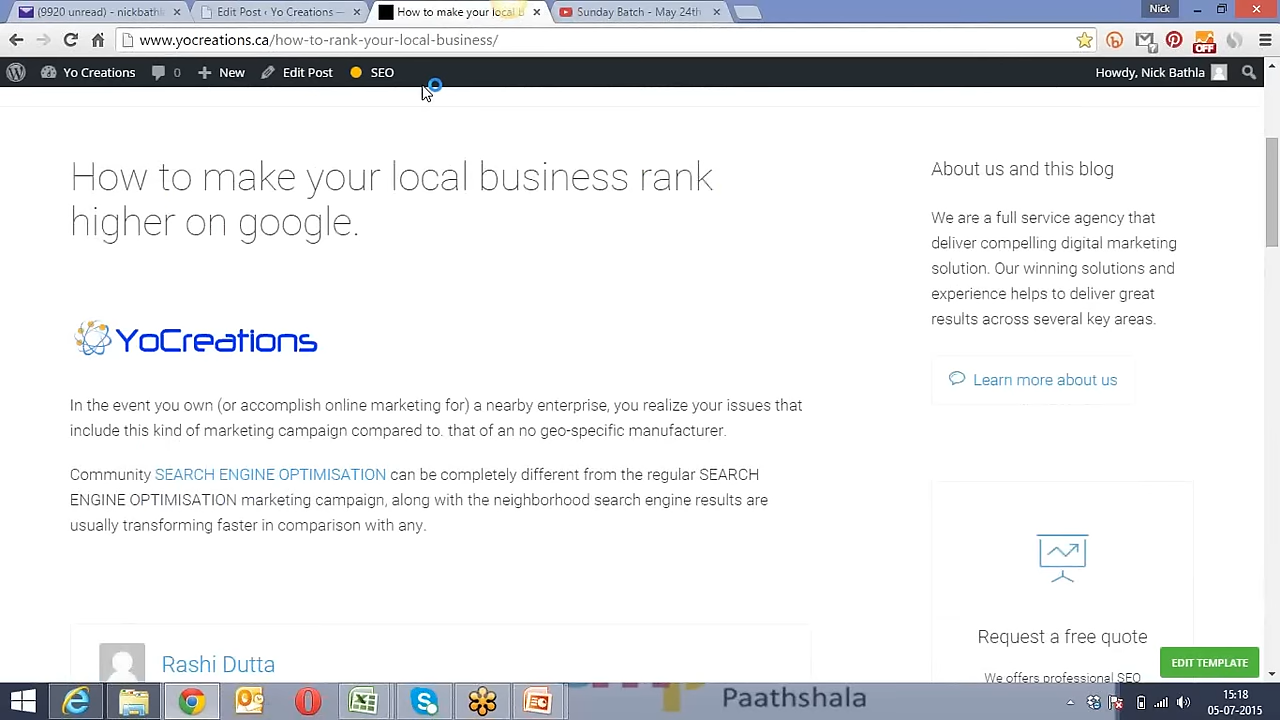 (9920 unread) - nickbathl
Edit Post ‹ Yo Creations —
How to make your local B
Sunday Batch - May 24th
Nick
www.yocreations.ca/how-to-rank-your-local-business/
OFF
Yo Creations
0
New
Edit Post
SEO
Howdy, Nick Bathla
How to make your local business rank
higher on google.
YoCreations
In the event you own (or accomplish online marketing for) a nearby enterprise, you realize your issues that
include this kind of marketing campaign compared to. that of an no geo-specific manufacturer.
Community SEARCH ENGINE OPTIMISATION can be completely different from the regular SEARCH
ENGINE OPTIMISATION marketing campaign, along with the neighborhood search engine results are
usually transforming faster in comparison with any.
Rashi Dutta
About us and this blog
We are a full service agency that
deliver compelling digital marketing
solution. Our winning solutions and
experience helps to deliver great
results across several key areas.
Learn more about us
Request a free quote
We offers professional SEO
EDIT TEMPLATE
Paathshala
15:18
05-07-2015